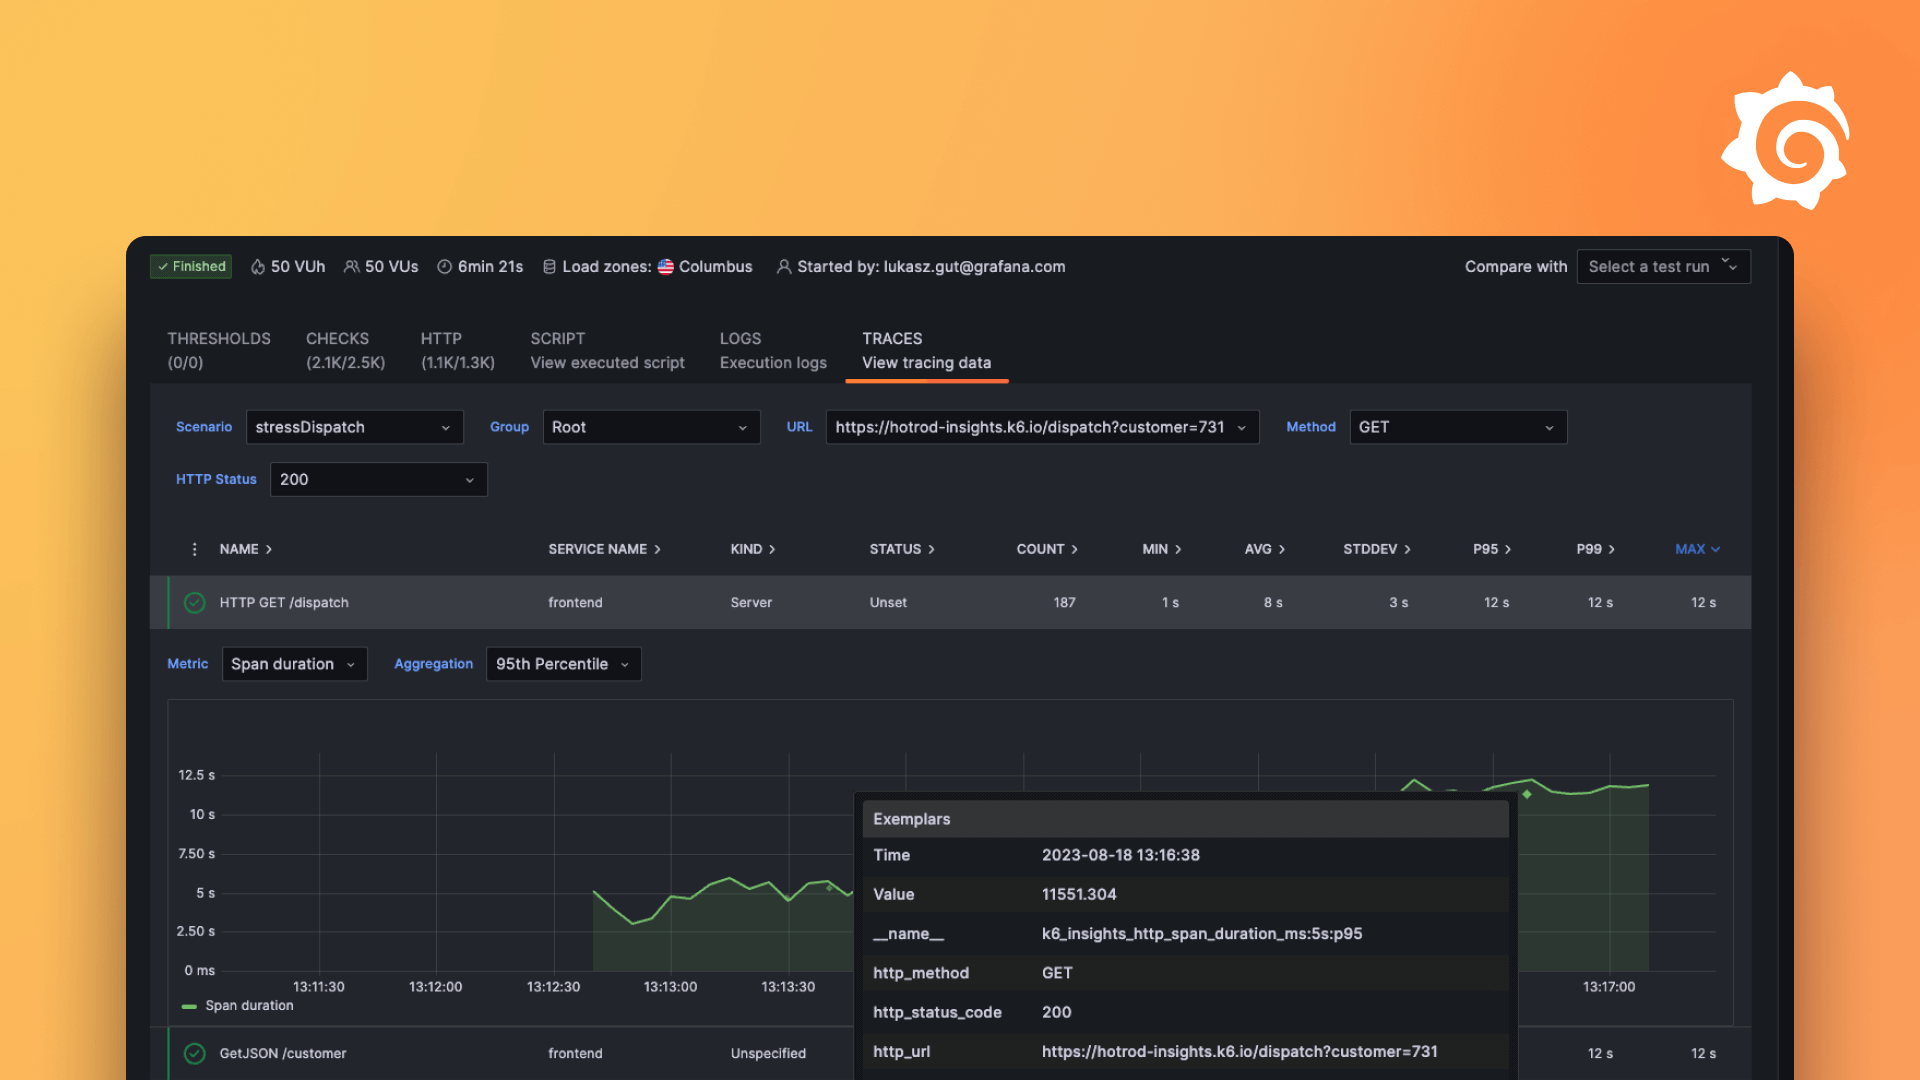 Finished 50 VUh 50 VUs 6min 21s Load zones: Columbus Started by: lukasz.gut@grafana.com Compare with Select a test run
THRESHOLDS CHECKS HTTP SCRIPT LOGS TRACES
(0/0) (2.1K/2.5K) (1.1K/1.3K) View executed script Execution logs View tracing data
Scenario stressDispatch Group Root URL https://hotrod-insights.k6.io/dispatch?customer=731 Method GET
HTTP Status 200
NAME SERVICE NAME KIND STATUS COUNT MIN AVG STDDEV P95 P99 MAX
HTTP GET /dispatch frontend Server Unset 187 1 s 8 s 3 s 12 s 12 s 12 s
Metric Span duration Aggregation 95th Percentile
12.5 s
10 s
7.50 s
5 s
2.50 s
0 ms
13:11:30 13:12:00 13:12:30 13:13:00 13:13:30 13:17:00
Span duration
Exemplars
Time 2023-08-18 13:16:38
Value 11551.304
__name__ k6_insights_http_span_duration_ms:5s:p95
http_method GET
http_status_code 200
http_url https://hotrod-insights.k6.io/dispatch?customer=731
GetJSON /customer frontend Unspecified 12 s 12 s